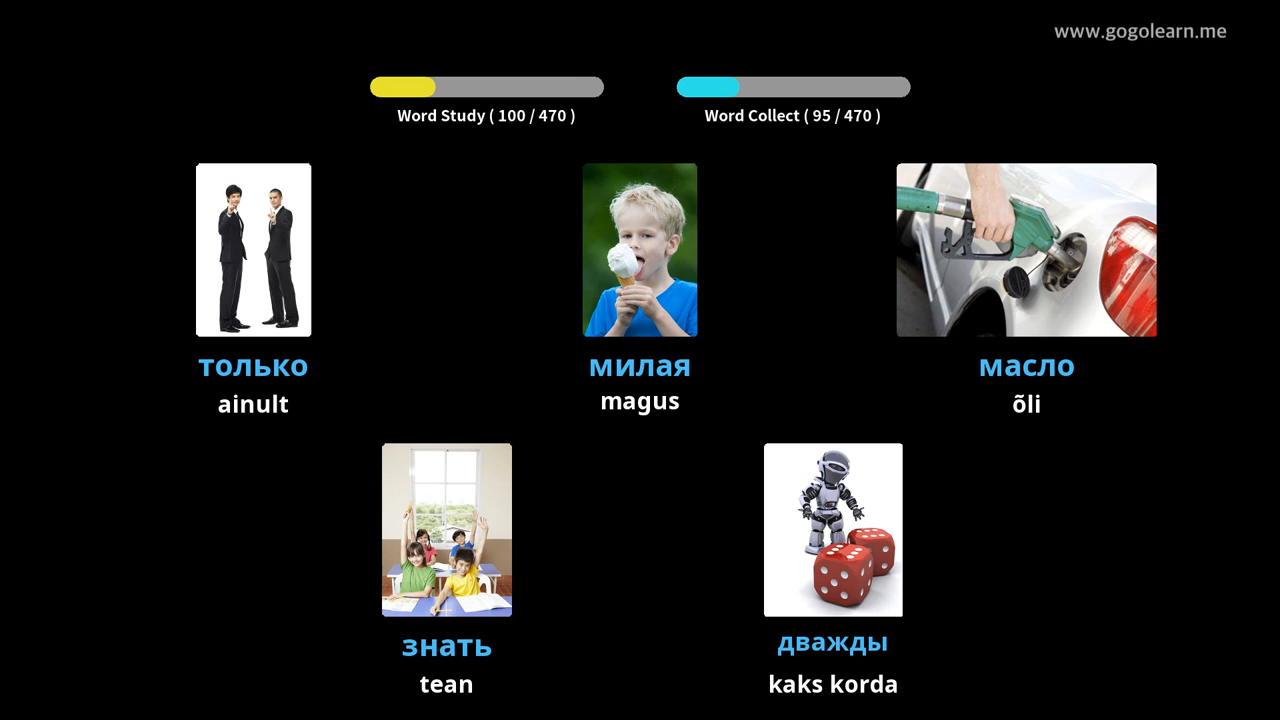 www.gogolearn.me
Word Study ( 100 / 470 )
Word Collect ( 95 / 470 )
только
ainult
милая
magus
масло
õli
знать
tean
дважды
kaks korda